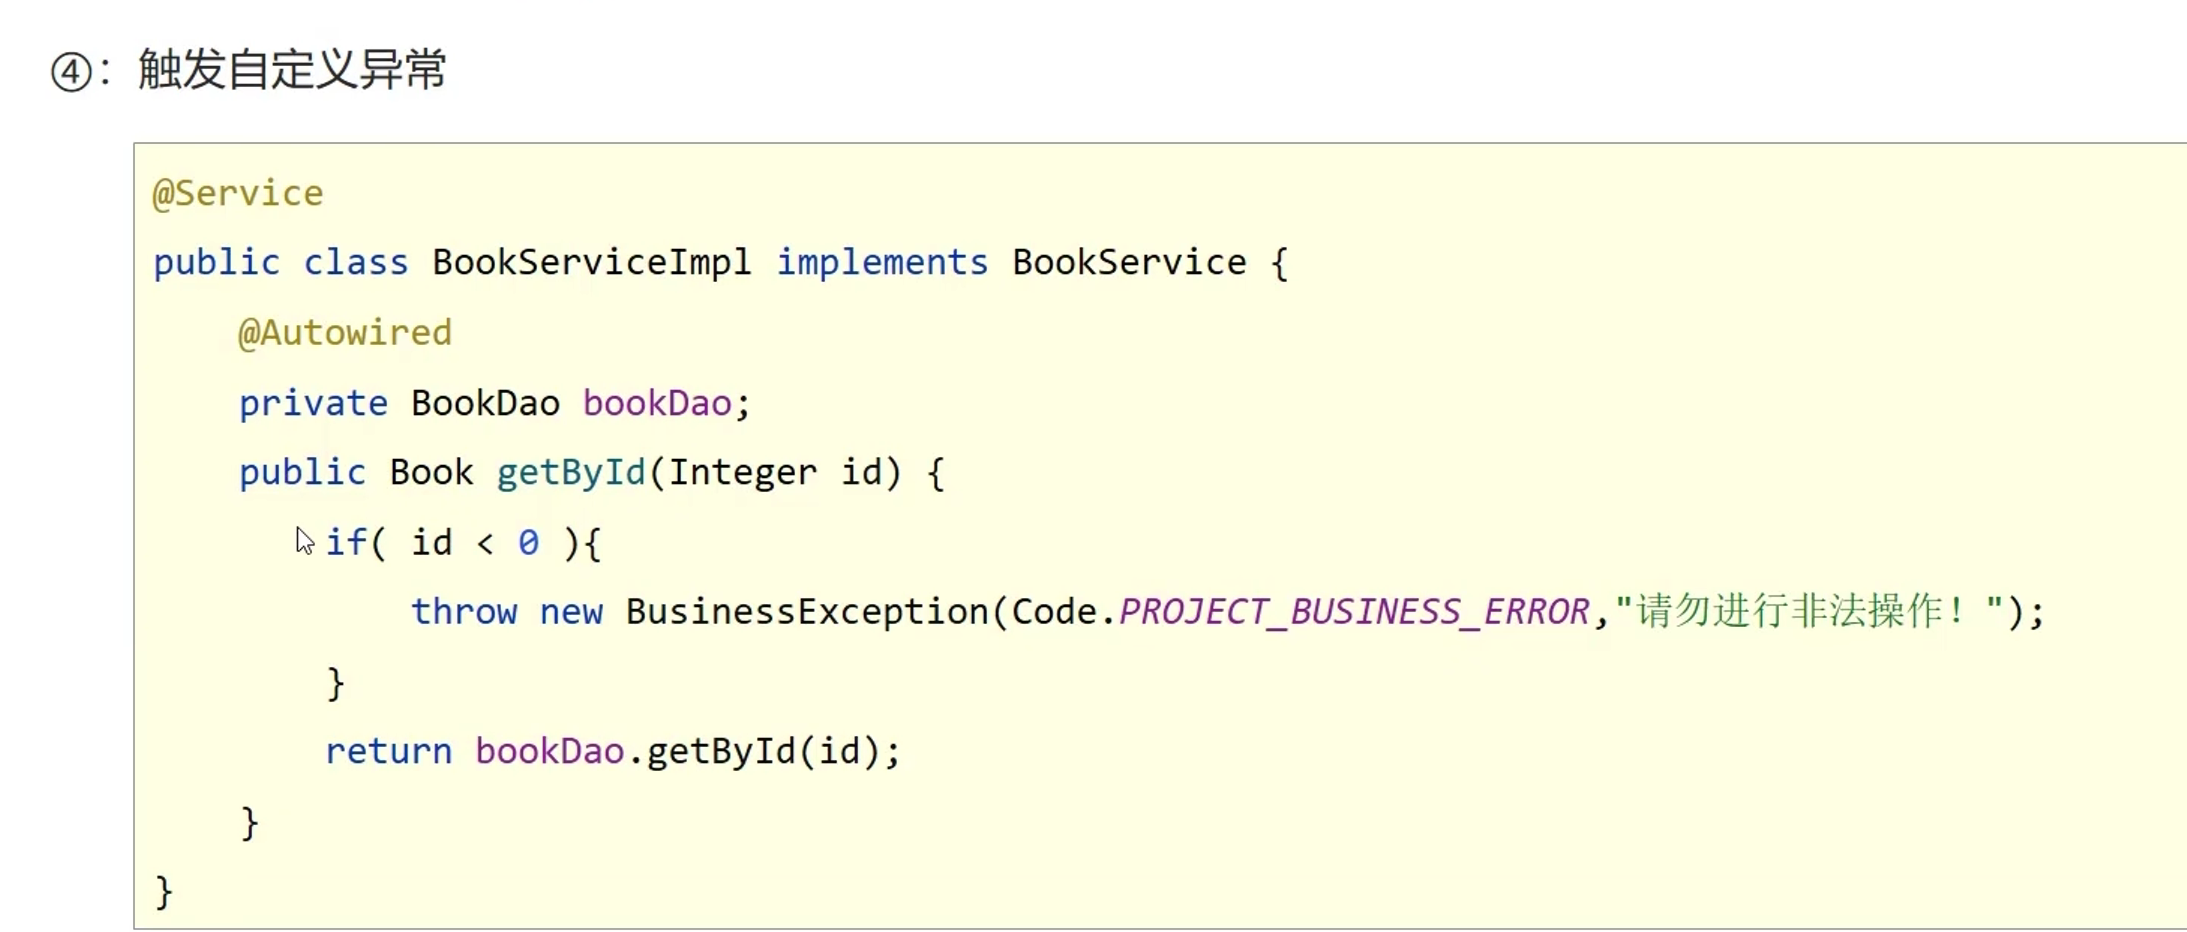 ④：触发自定义异常
@Service
public class BookServiceImpl implements BookService {
    @Autowired
    private BookDao bookDao;
    public Book getById(Integer id) {
        if( id < 0 ){
            throw new BusinessException(Code.PROJECT_BUSINESS_ERROR,"请勿进行非法操作！");
        }
        return bookDao.getById(id);
    }
}